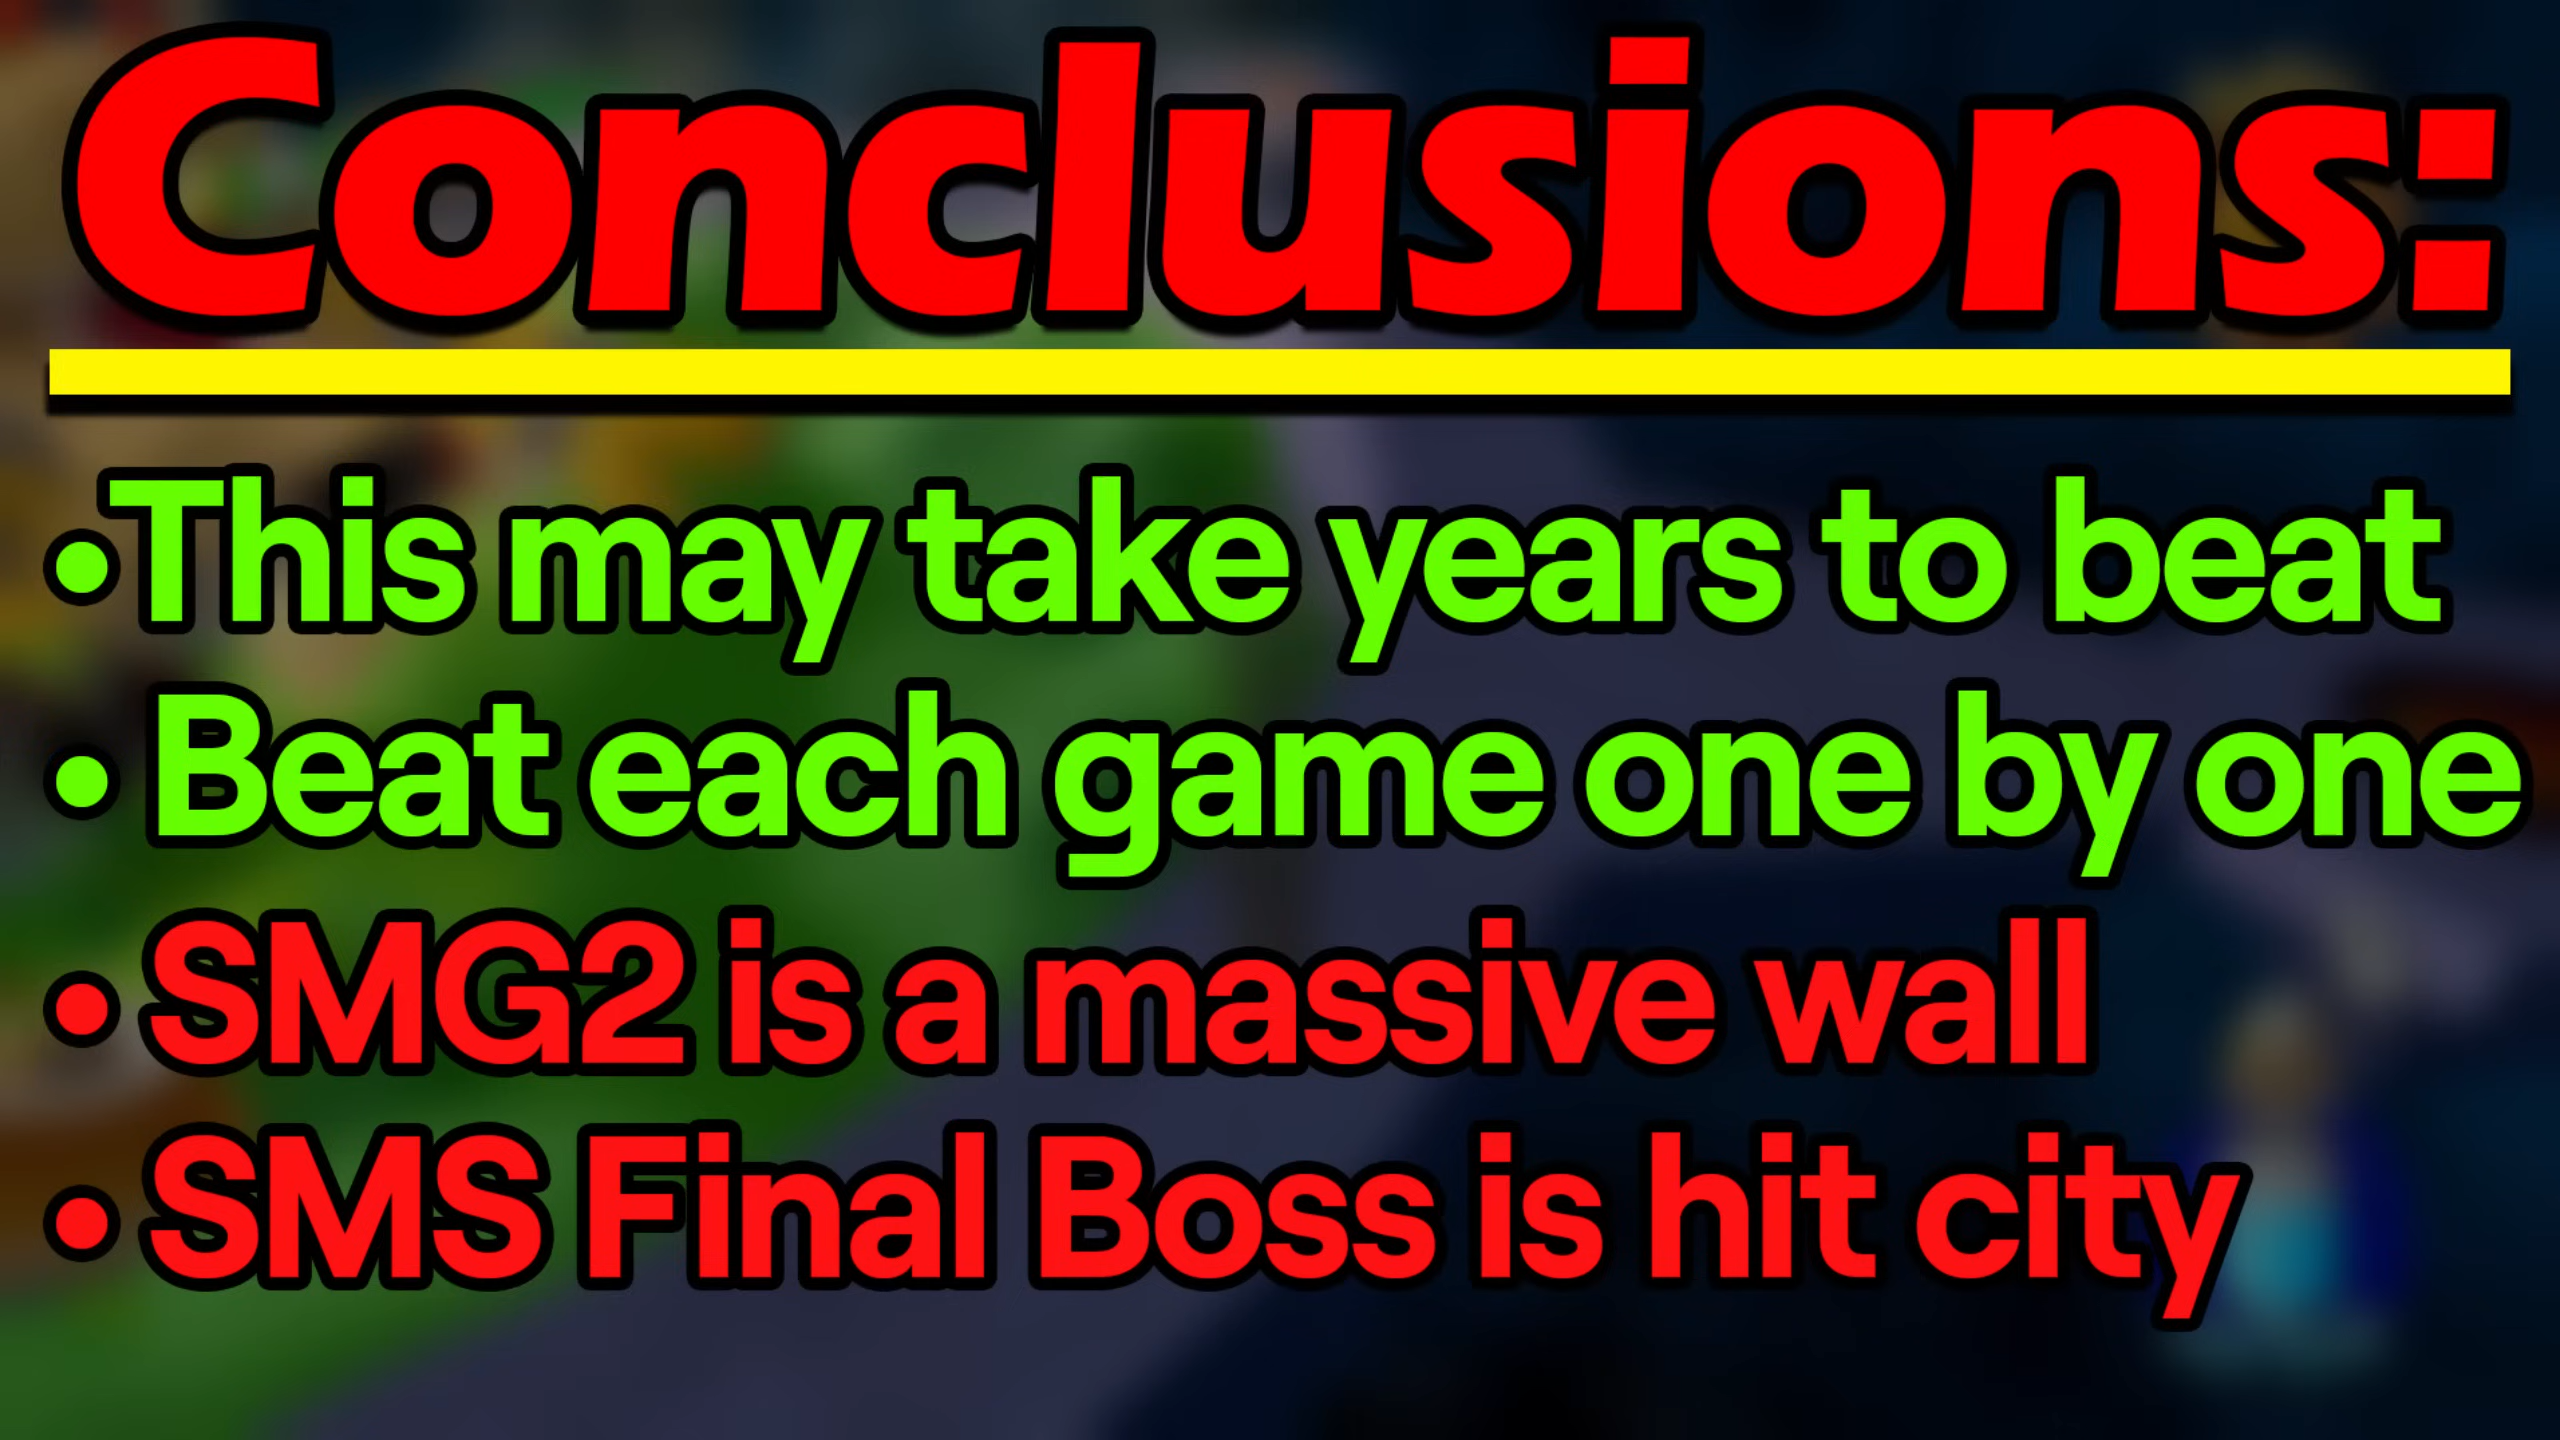 Conclusions:
•This may take years to beat
• Beat each game one by one
• SMG2 is a massive wall
• SMS Final Boss is hit city